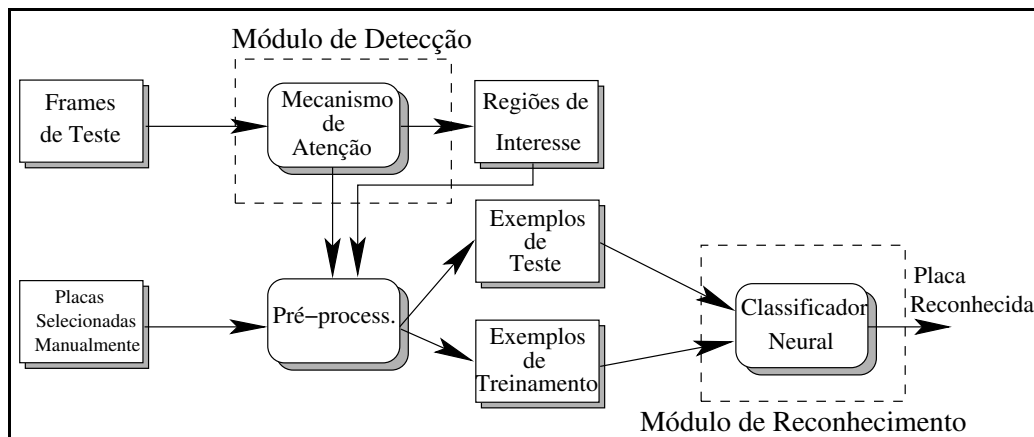 Módulo de Detecção
Frames
de Teste
Mecanismo
de
Atenção
Regiões de
Interesse
Exemplos
de
Teste
Placas
Selecionadas
Manualmente
Pré−process.
Exemplos
de
Treinamento
Classificador
Neural
Placa
Reconhecida
Módulo de Reconhecimento